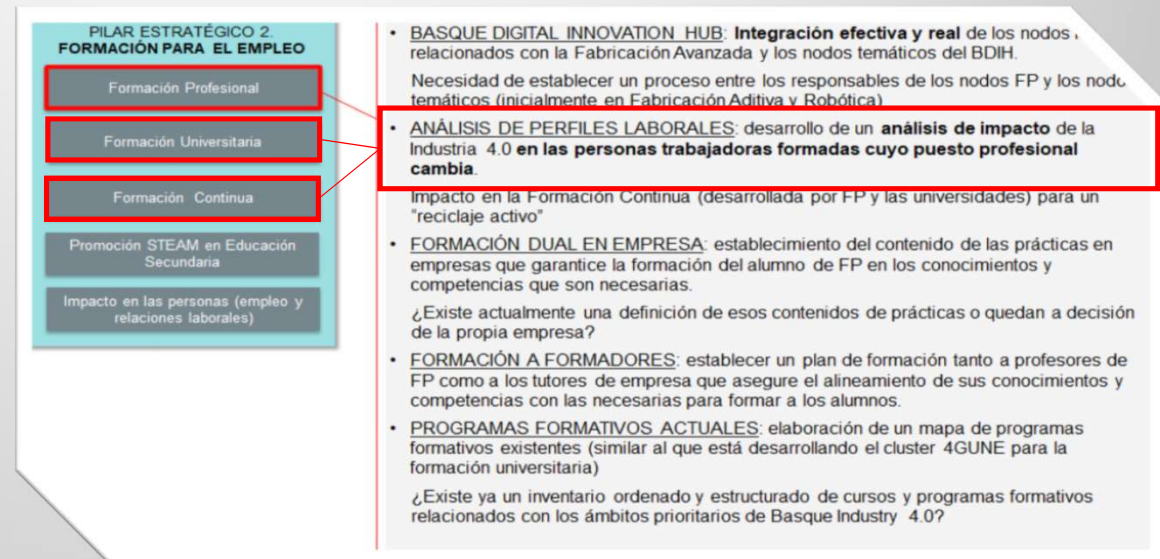 PILAR ESTRATÉGICO 2.
FORMACIÓN PARA EL EMPLEO
Formación Profesional
Formación Universitaria
Formación Continua
Promoción STEAM en Educación
Secundaria
Impacto en las personas (empleo y
relaciones laborales)
• BASQUE DIGITAL INNOVATION HUB: Integración efectiva y real de los nodos
relacionados con la Fabricación Avanzada y los nodos temáticos del BDIH.
Necesidad de establecer un proceso entre los responsables de los nodos FP y los
temáticos (inicialmente en Fabricación Aditiva y Robótica)
• ANÁLISIS DE PERFILES LABORALES: desarrollo de un análisis de impacto de la
Industria 4.0 en las personas trabajadoras formadas cuyo puesto profesional
cambia.
Impacto en la Formación Continua (desarrollada por FP y las universidades) para un
"reciclaje activo"
• FORMACIÓN DUAL EN EMPRESA: establecimiento del contenido de las prácticas en
empresas que garantice la formación del alumno de FP en los conocimientos y
competencias que son necesarias.
¿Existe actualmente una definición de esos contenidos de prácticas o quedan a decisión
de la propia empresa?
• FORMACIÓN A FORMADORES: establecer un plan de formación tanto a profesores de
FP como a los tutores de empresa que asegure el alineamiento de sus conocimientos y
competencias con las necesarias para formar a los alumnos.
• PROGRAMAS FORMATIVOS ACTUALES: elaboración de un mapa de programas
formativos existentes (similar al que está desarrollando el cluster 4GUNE para la
formación universitaria)
¿Existe ya un inventario ordenado y estructurado de cursos y programas formativos
relacionados con los ámbitos prioritarios de Basque Industry 4.0?